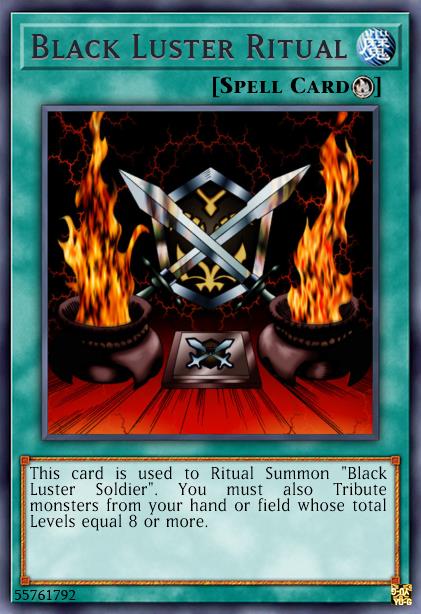 BLACK LUSTER RITUAL
魔
[SPELL CARD]
This card is used to Ritual Summon "Black
Luster Soldier". You must also Tribute
monsters from your hand or field whose total
Levels equal 8 or more.
55761792